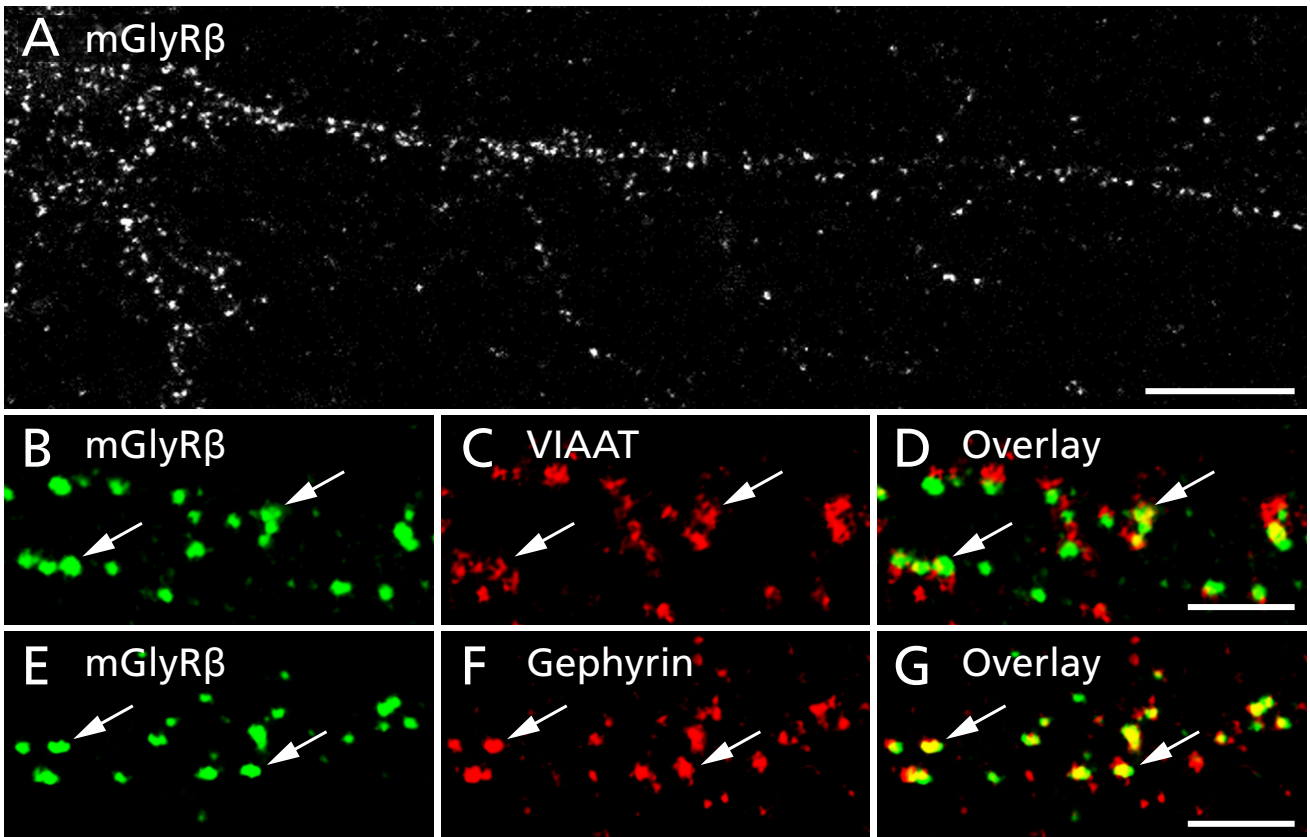 A mGlyRβ
B mGlyRβ
C VIAAT
D Overlay
E mGlyRβ
F Gephyrin
G Overlay